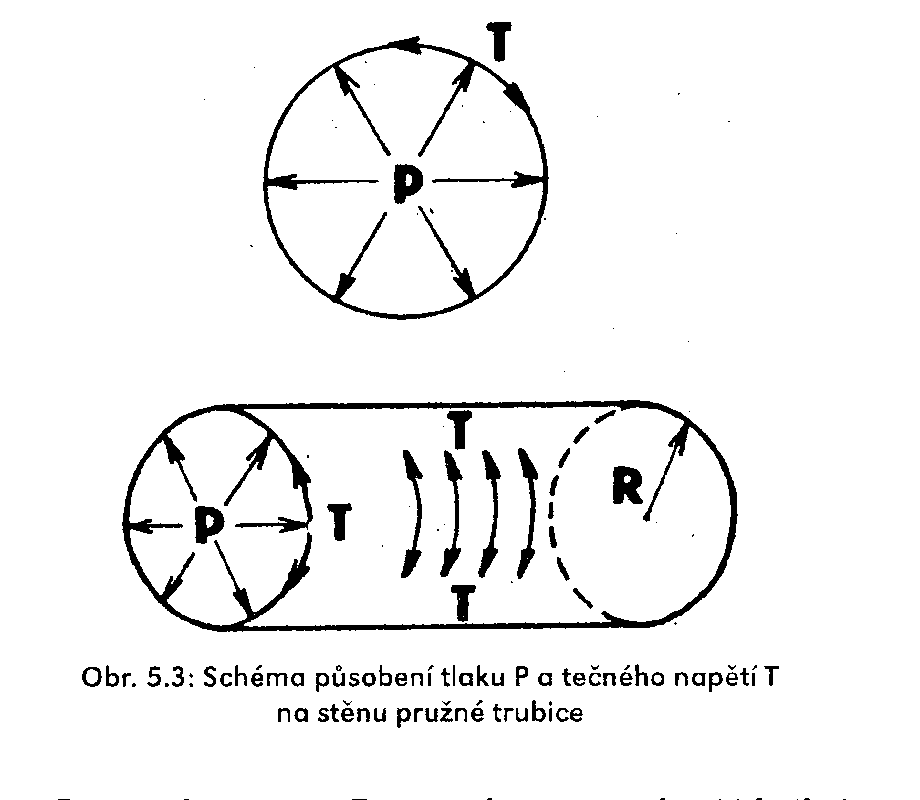 T
P
T
P
T
R
T
Obr. 5.3: Schéma působení tlaku P a tečného napětí T
na stěnu pružné trubice